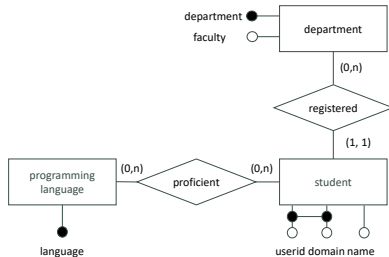 department
department
faculty
(0,n)
registered
(1, 1)
(0,n)
(0,n)
programming
language
proficient
student
language
userid domain name